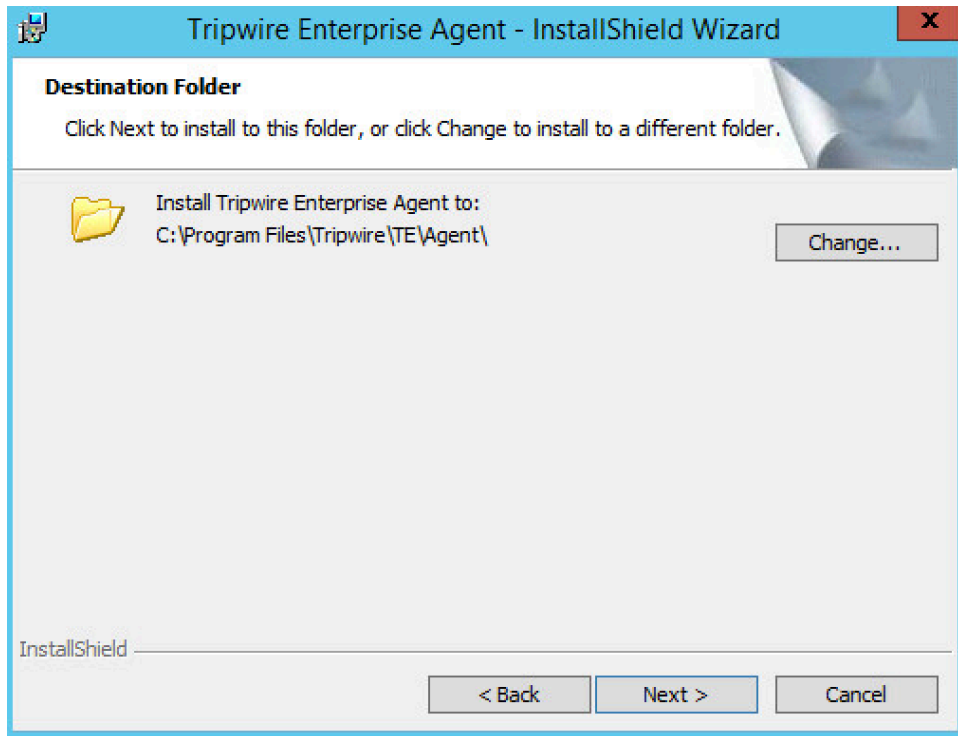 Tripwire Enterprise Agent - InstallShield Wizard
x
Destination Folder
Click Next to install to this folder, or click Change to install to a different folder.
Install Tripwire Enterprise Agent to:
C:\Program Files\Tripwire\TE\Agent\
Change...
InstallShield
< Back
Next >
Cancel